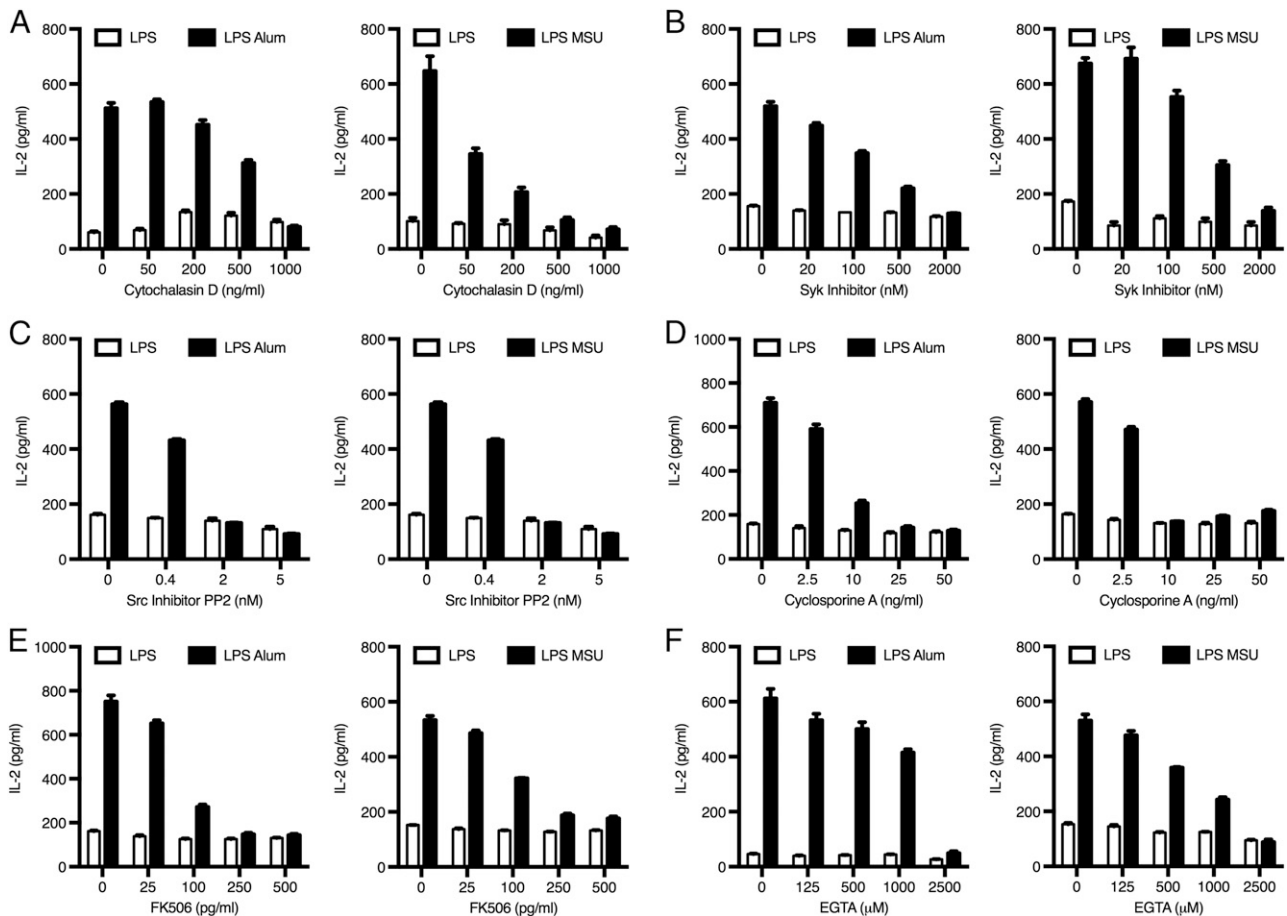 A
LPS LPS Alum
IL-2 (pg/ml)
800
600
400
200
0
0 50 200 500 1000
Cytochalasin D (ng/ml)
LPS LPS MSU
IL-2 (pg/ml)
800
600
400
200
0
0 50 200 500 1000
Cytochalasin D (ng/ml)
B
LPS LPS Alum
IL-2 (pg/ml)
800
600
400
200
0
0 20 100 500 2000
Syk Inhibitor (nM)
LPS LPS MSU
IL-2 (pg/ml)
800
600
400
200
0
0 20 100 500 2000
Syk Inhibitor (nM)
C
LPS LPS Alum
IL-2 (pg/ml)
800
600
400
200
0
0 0.4 2 5
Src Inhibitor PP2 (nM)
LPS LPS MSU
IL-2 (pg/ml)
800
600
400
200
0
0 0.4 2 5
Src Inhibitor PP2 (nM)
D
LPS LPS Alum
IL-2 (pg/ml)
1000
800
600
400
200
0
0 2.5 10 25 50
Cyclosporine A (ng/ml)
LPS LPS MSU
IL-2 (pg/ml)
800
600
400
200
0
0 2.5 10 25 50
Cyclosporine A (ng/ml)
E
LPS LPS Alum
IL-2 (pg/ml)
1000
800
600
400
200
0
0 25 100 250 500
FK506 (pg/ml)
LPS LPS MSU
IL-2 (pg/ml)
800
600
400
200
0
0 25 100 250 500
FK506 (pg/ml)
F
LPS LPS Alum
IL-2 (pg/ml)
800
600
400
200
0
0 125 500 1000 2500
EGTA (μM)
LPS LPS MSU
IL-2 (pg/ml)
800
600
400
200
0
0 125 500 1000 2500
EGTA (μM)